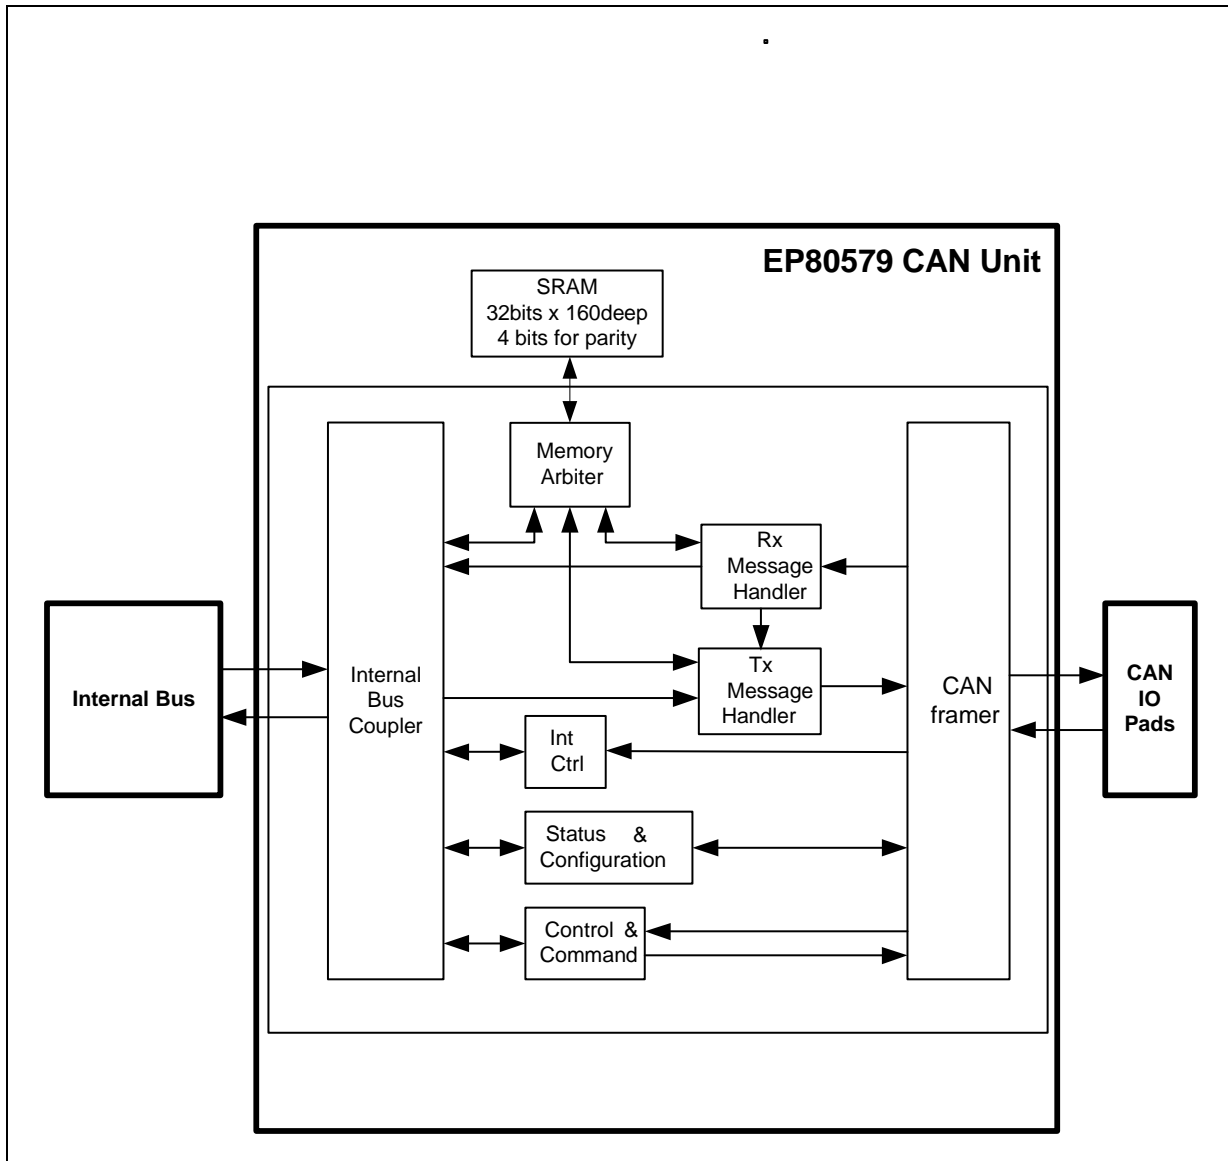 EP80579 CAN Unit
SRAM
32bits x 160deep
4 bits for parity
Memory
Arbiter
Rx
Message
Handler
Internal Bus
Internal
Bus
Coupler
Tx
Message
Handler
CAN
framer
CAN
IO
Pads
Int
Ctrl
Status &
Configuration
Control &
Command